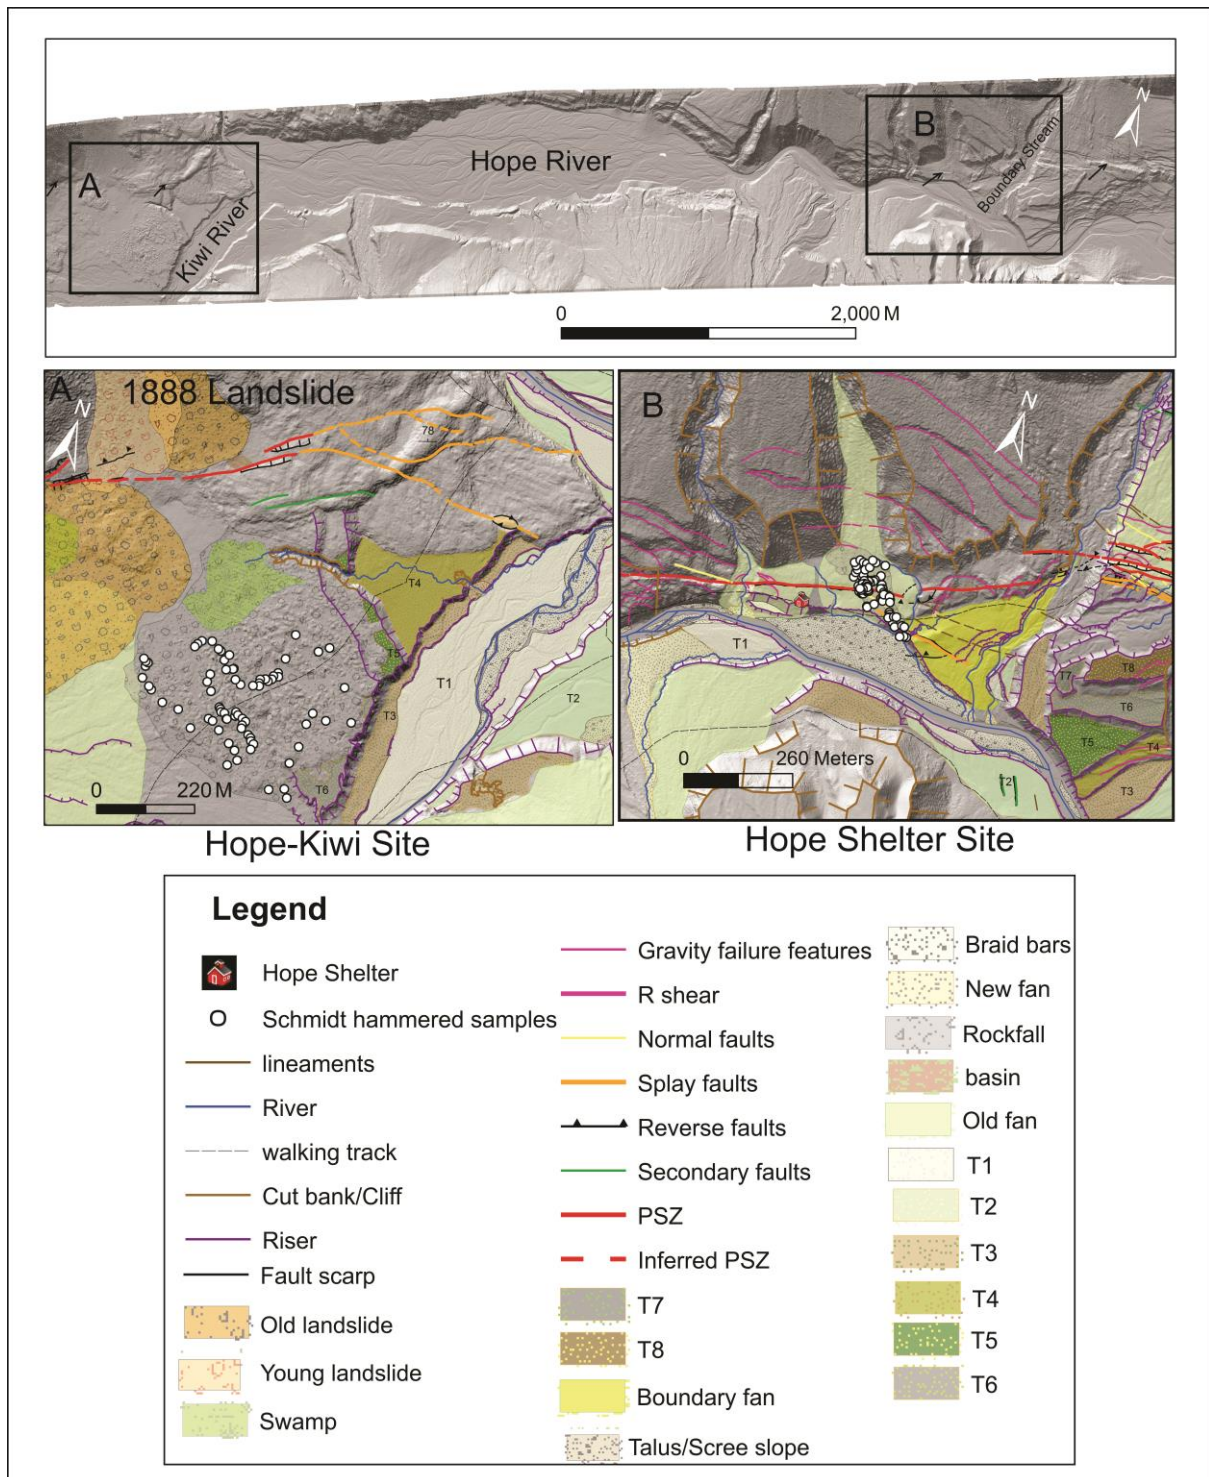 N
A
B
Hope River
Boundary Stream
Kiwi River
0
2,000 M
A
1888 Landslide
N
78
T4
T5
T1
T3
T2
T6
0
220 M
Hope-Kiwi Site
B
N
T1
T8
T7
T6
T5
T4
T3
T2
0
260 Meters
Hope Shelter Site
Legend
Hope Shelter
Schmidt hammered samples
lineaments
River
walking track
Cut bank/Cliff
Riser
Fault scarp
Old landslide
Young landslide
Swamp
Gravity failure features
R shear
Normal faults
Splay faults
Reverse faults
Secondary faults
PSZ
Inferred PSZ
T7
T8
Boundary fan
Talus/Scree slope
Braid bars
New fan
Rockfall
basin
Old fan
T1
T2
T3
T4
T5
T6